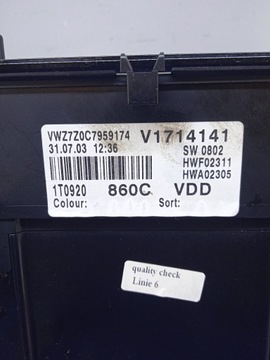 VWZ7Z0C7959174 V1714141
31.07.03 12:36 SW 0802
HWF02311
HWA02305
1T0920 860C VDD
Colour: Sort:
quality check
Linie 6